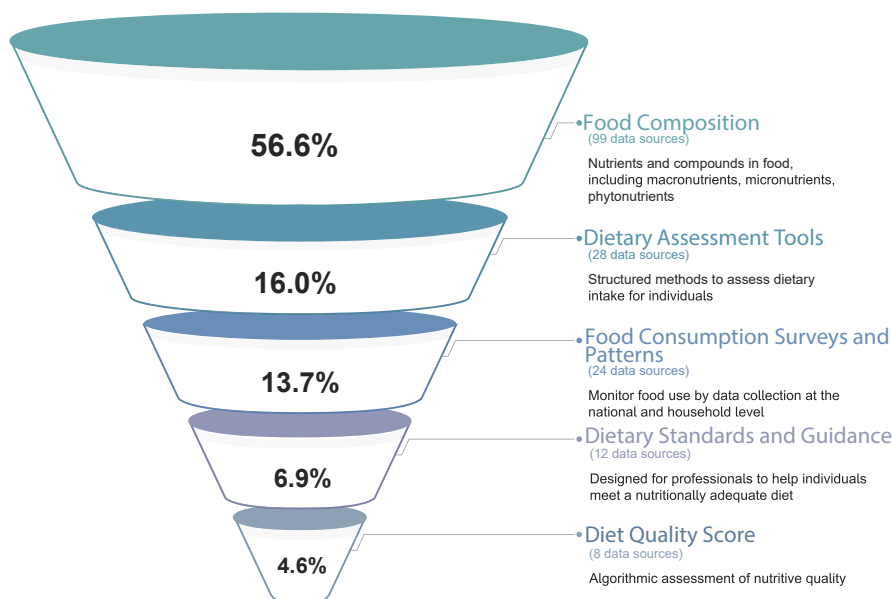 56.6%
Food Composition
(99 data sources)
Nutrients and compounds in food,
including macronutrients, micronutrients,
phytonutrients
16.0%
Dietary Assessment Tools
(28 data sources)
Structured methods to assess dietary
intake for individuals
13.7%
Food Consumption Surveys and
Patterns
(24 data sources)
Monitor food use by data collection at the
national and household level
6.9%
Dietary Standards and Guidance
(12 data sources)
Designed for professionals to help individuals
meet a nutritionally adequate diet
4.6%
Diet Quality Score
(8 data sources)
Algorithmic assessment of nutritive quality